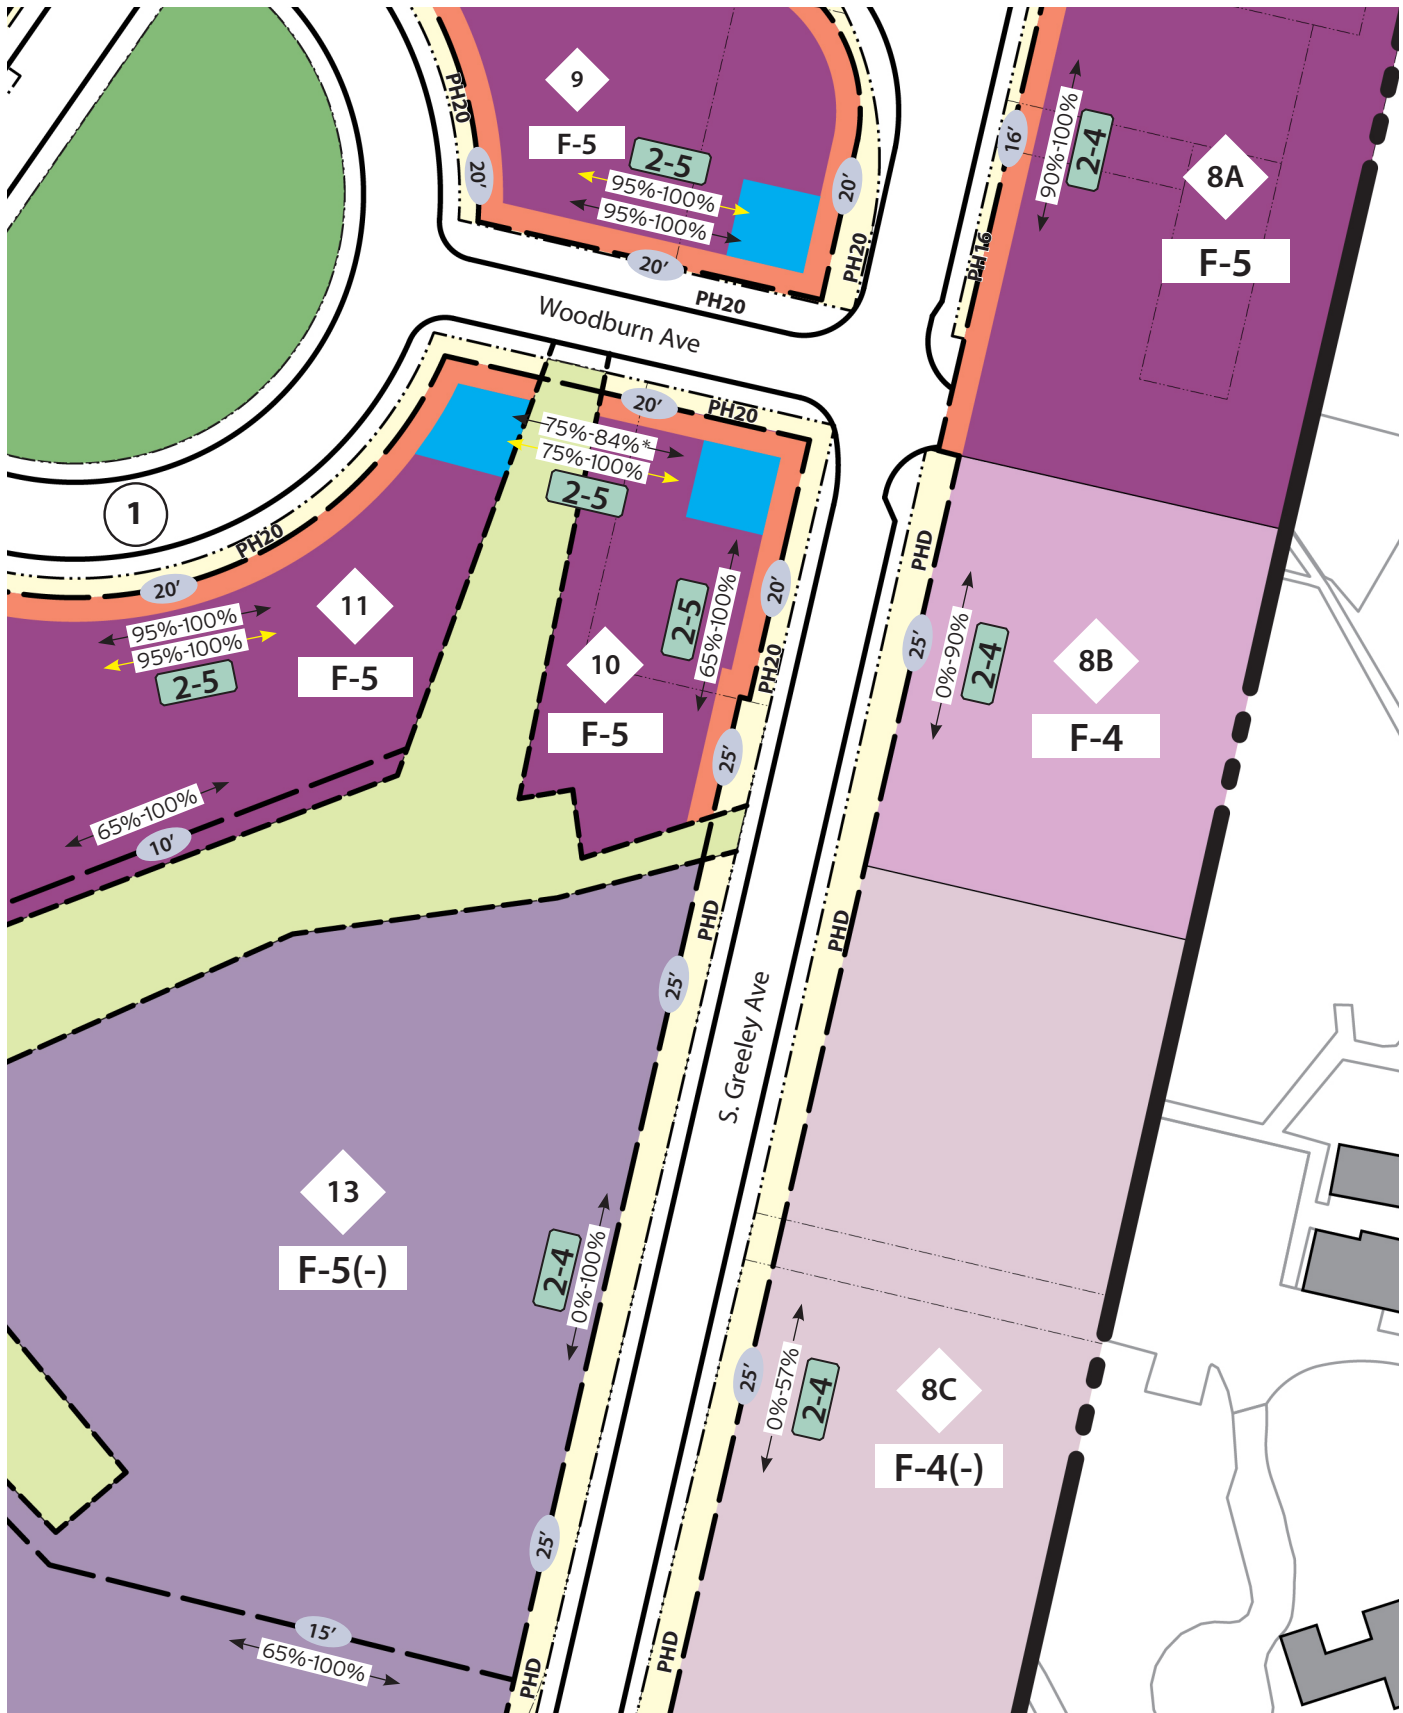 9
F-5
2-5
95%-100%
95%-100%
20'
PH20
PH20
20'
20'
PH20
16'
90%-100%
2-4
8A
F-5
PH16
Woodburn Ave
20'
PH20
75%-84%*
75%-100%
2-5
1
PH20
20'
95%-100%
95%-100%
2-5
11
F-5
10
F-5
2-5
65%-100%
20'
PH20
25'
PHD
25'
0%-90%
2-4
8B
F-4
65%-100%
10'
PHD
25'
PHD
S. Greeley Ave
13
F-5(-)
2-4
0%-100%
25'
0%-57%
2-4
8C
F-4(-)
25'
15'
65%-100%
PHD
PHD